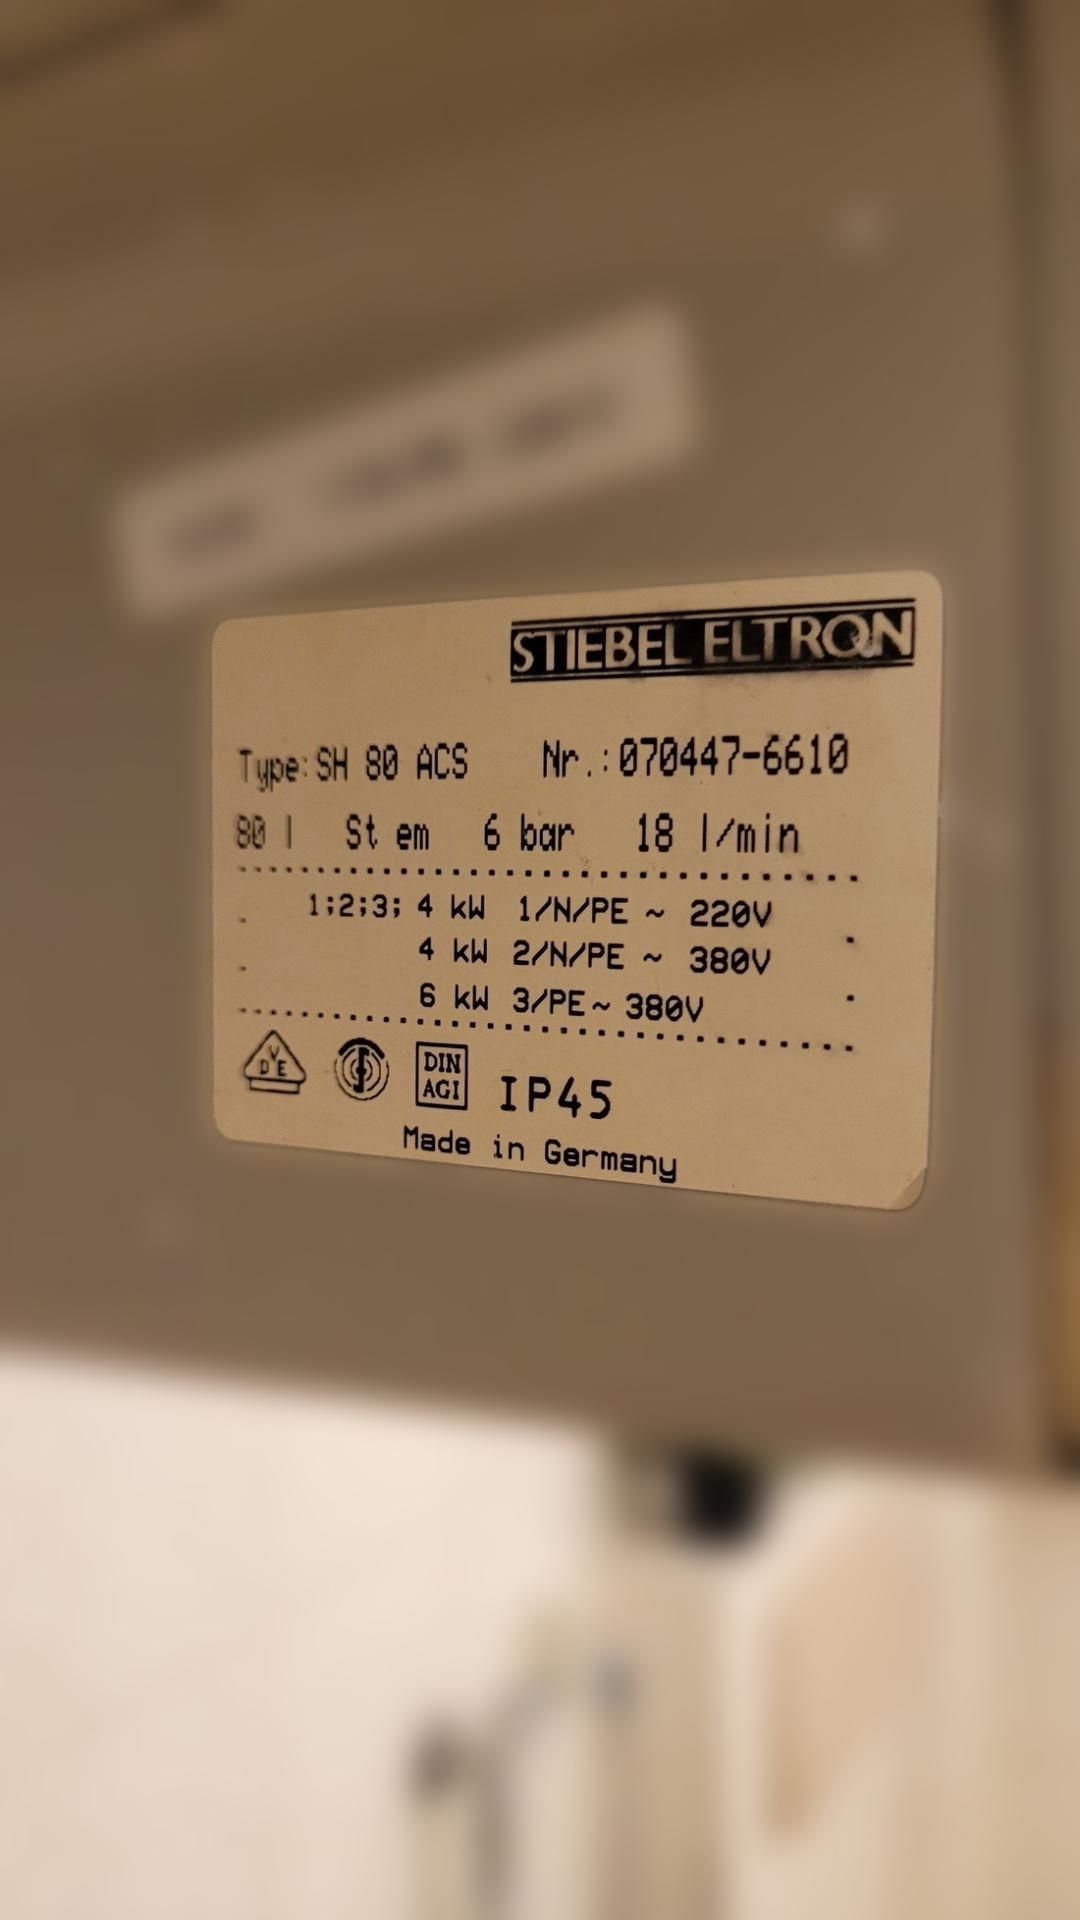 STIEBEL ELTRON
Type: SH 80 ACS Nr.: 070447-6610
80 l St em 6 bar 18 l/min
1;2;3; 4 kW 1/N/PE ~ 220V
4 kW 2/N/PE ~ 380V
6 kW 3/PE ~ 380V
DVE
DIN
AGI
IP45
Made in Germany